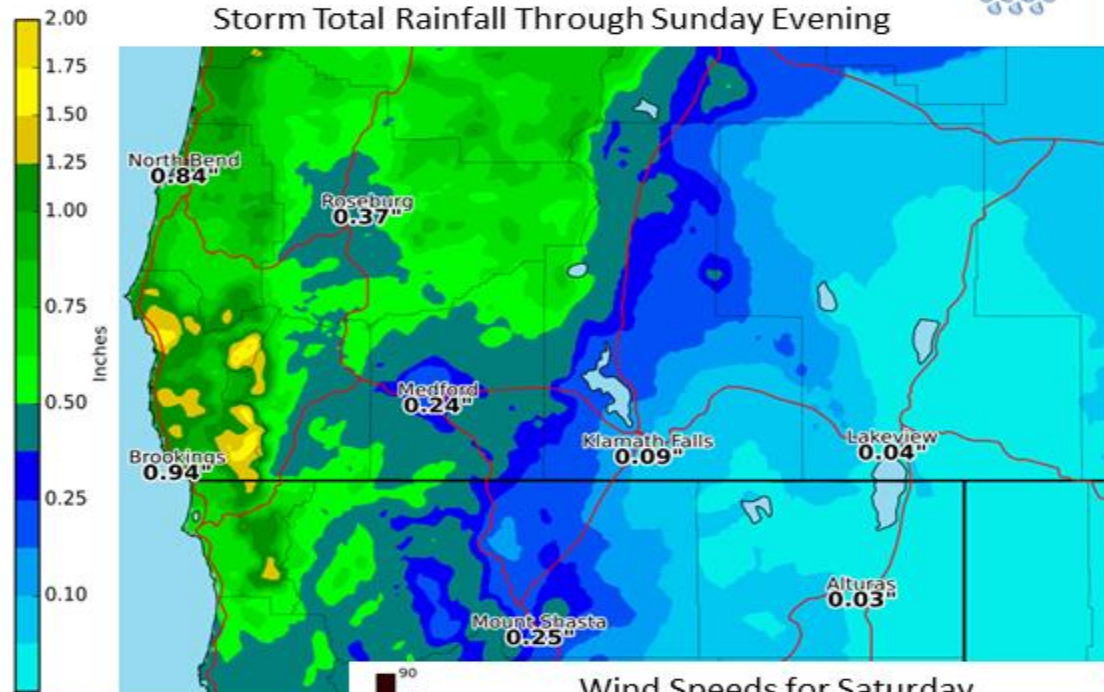 Storm Total Rainfall Through Sunday Evening
2.00
1.75
1.50
1.25
1.00
0.75
0.50
0.25
0.10
Inches
North Bend
0.84"
Roseburg
0.37"
Medford
0.24"
Klamath Falls
0.09"
Lakeview
0.04"
Brookings
0.94"
Alturas
0.03"
Mount Shasta
0.25"
90
Wind Speeds for Saturday